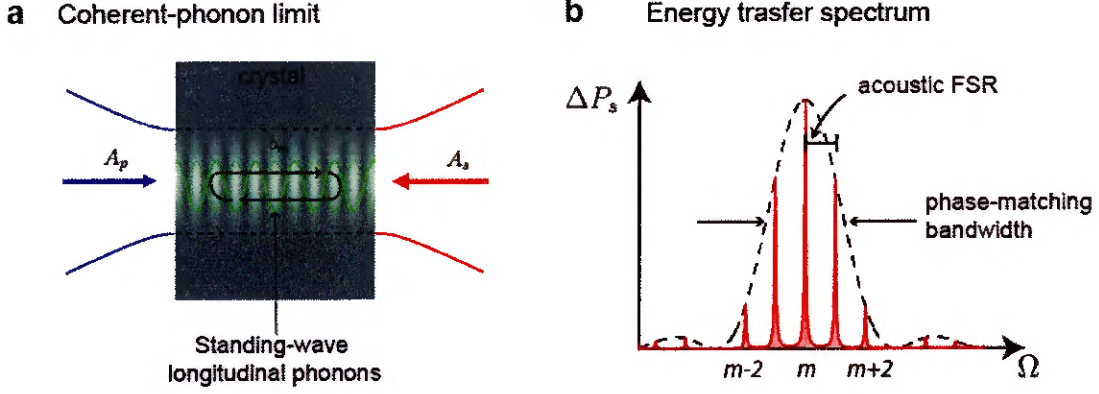 a Coherent-phonon limit
crystal
A_p
A_s
Standing-wave
longitudinal phonons
b Energy trasfer spectrum
ΔP_s
acoustic FSR
phase-matching
bandwidth
m-2 m m+2 Ω